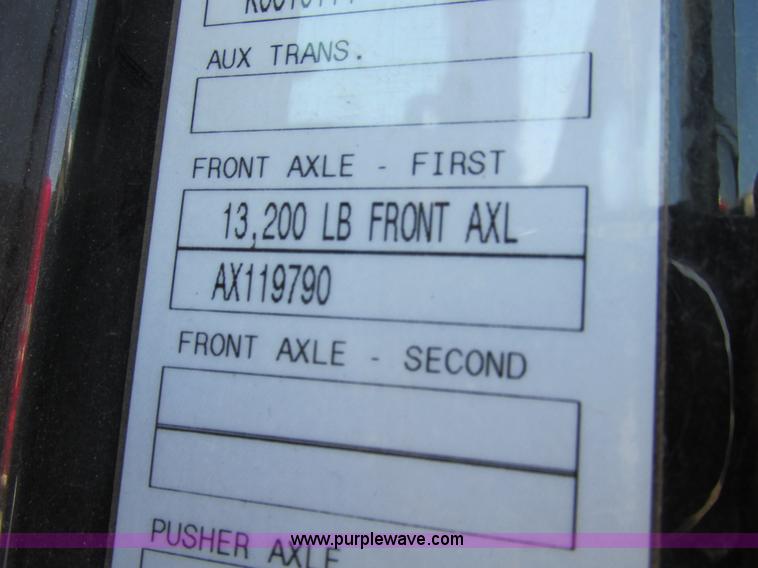 AUX TRANS.
FRONT AXLE - FIRST
13,200 LB FRONT AXL
AX119790
FRONT AXLE - SECOND
PUSHER AXLE
www.purplewave.com